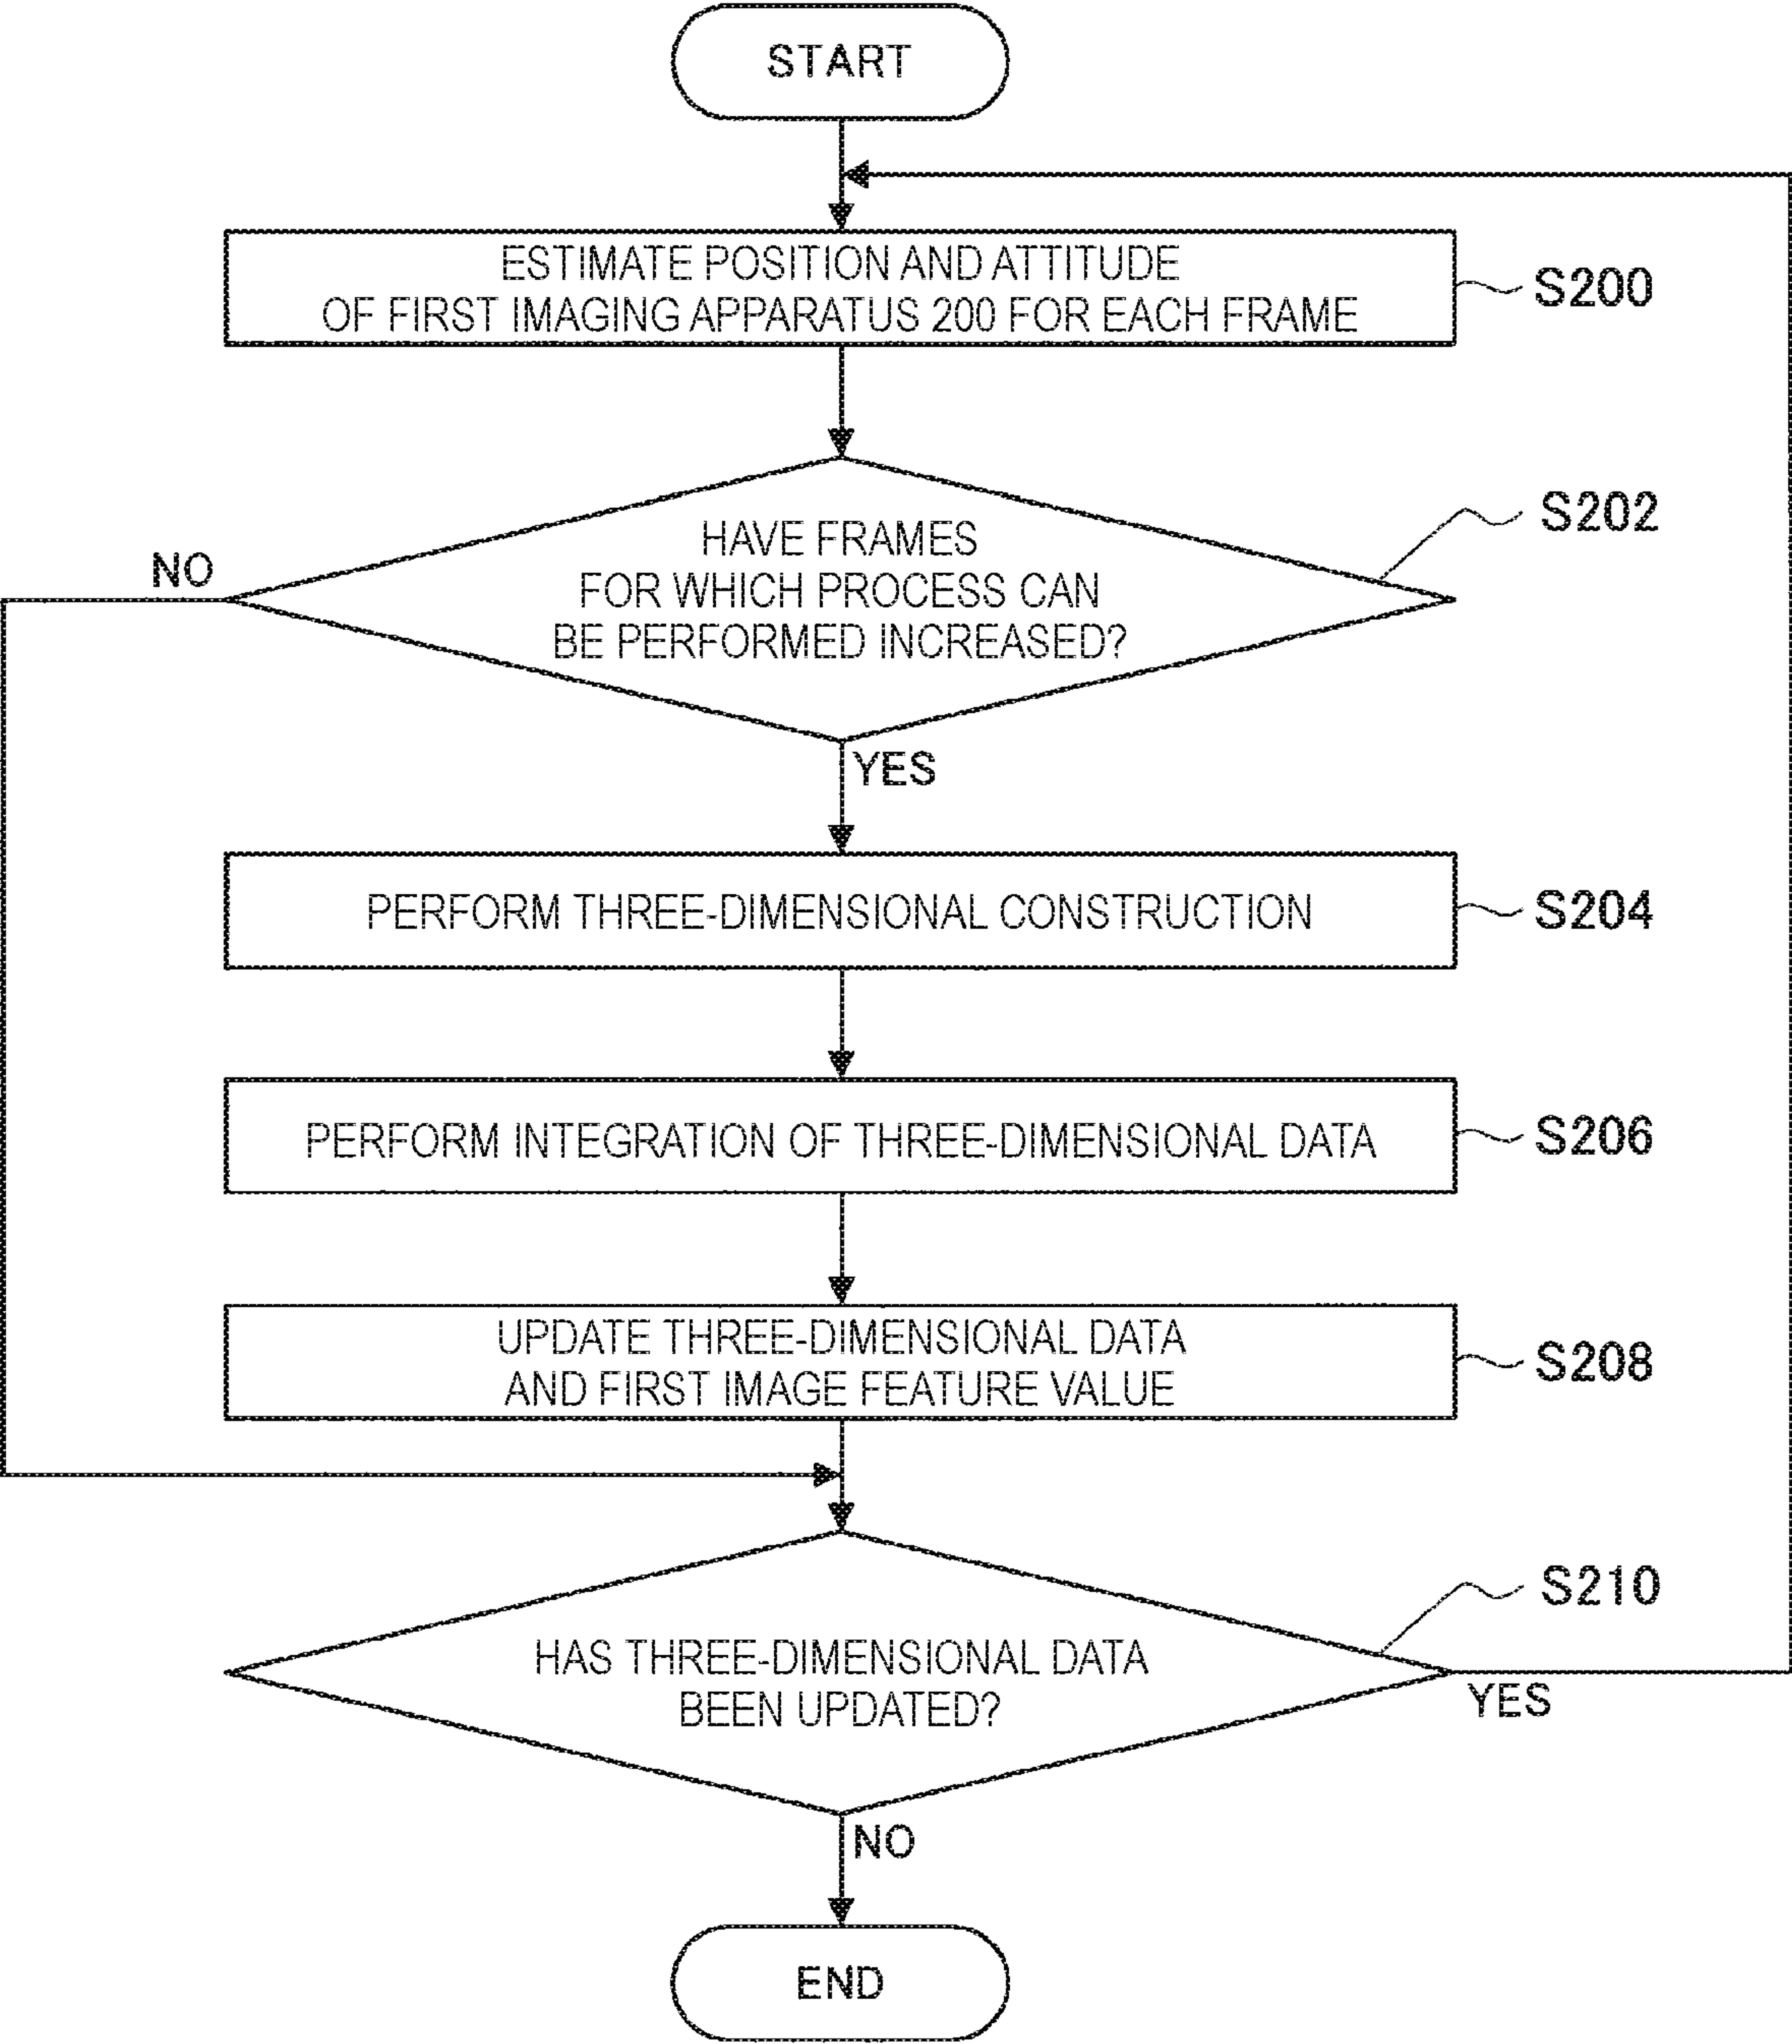 START
ESTIMATE POSITION AND ATTITUDE
OF FIRST IMAGING APPARATUS 200 FOR EACH FRAME
S200
HAVE FRAMES
FOR WHICH PROCESS CAN
BE PERFORMED INCREASED?
S202
NO
YES
PERFORM THREE-DIMENSIONAL CONSTRUCTION
S204
PERFORM INTEGRATION OF THREE-DIMENSIONAL DATA
S206
UPDATE THREE-DIMENSIONAL DATA
AND FIRST IMAGE FEATURE VALUE
S208
HAS THREE-DIMENSIONAL DATA
BEEN UPDATED?
S210
YES
NO
END